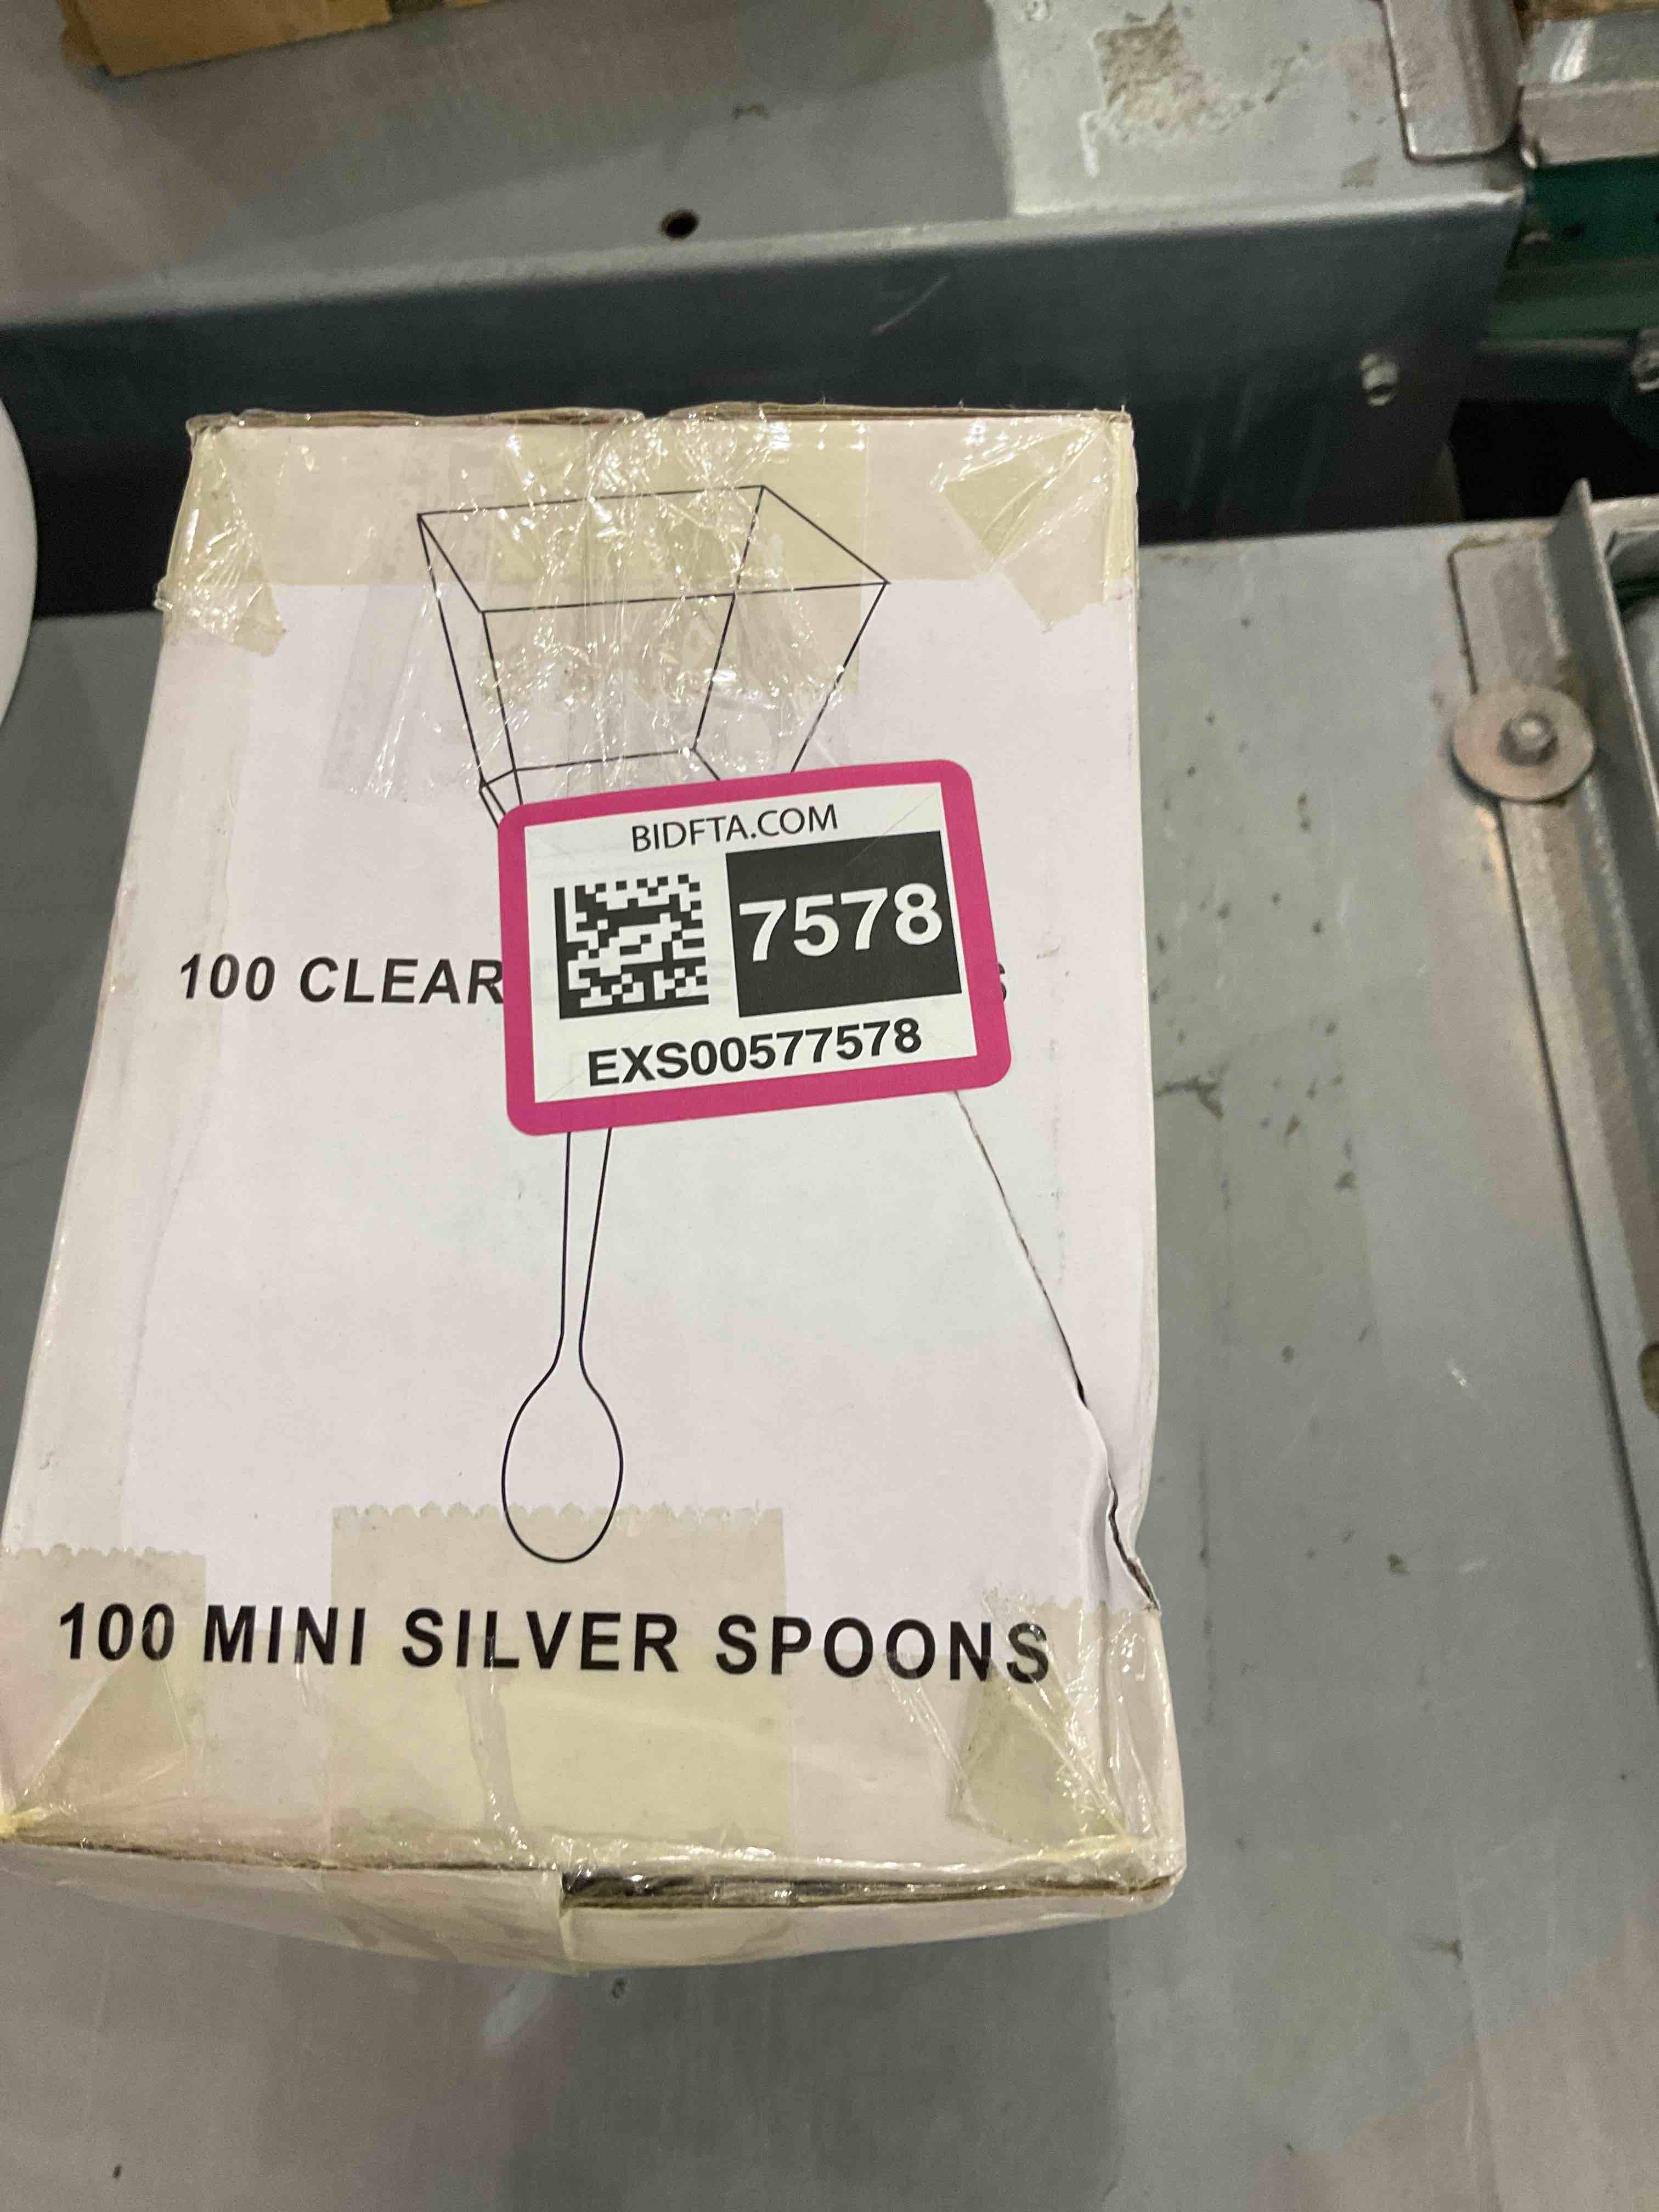 BIDFTA.COM
7578
100 CLEAR
EXS00577578
100 MINI SILVER SPOONS